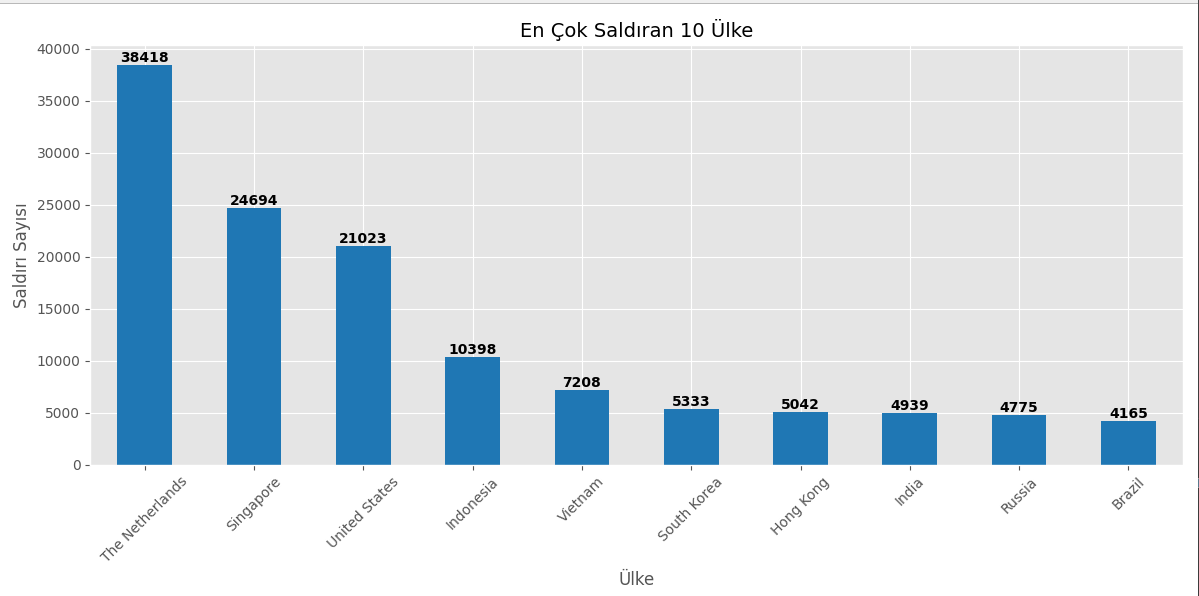 En Çok Saldıran 10 Ülke
Saldırı Sayısı
40000
35000
30000
25000
20000
15000
10000
5000
0
38418
24694
21023
10398
7208
5333
5042
4939
4775
4165
The Netherlands
Singapore
United States
Indonesia
Vietnam
South Korea
Hong Kong
India
Russia
Brazil
Ülke